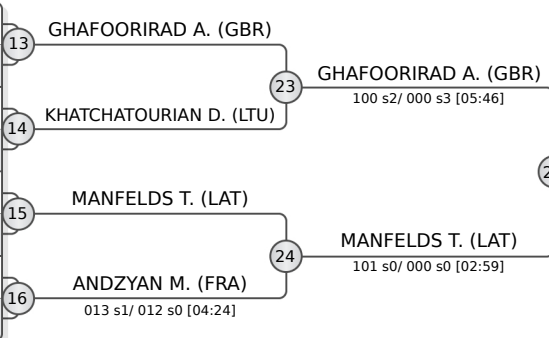 GHAFOORIRAD A. (GBR)
13
23
GHAFOORIRAD A. (GBR)
100 s2/ 000 s3 [05:46]
14
KHATCHATOURIAN D. (LTU)
15
MANFELDS T. (LAT)
24
MANFELDS T. (LAT)
101 s0/ 000 s0 [02:59]
16
ANDZYAN M. (FRA)
013 s1/ 012 s0 [04:24]